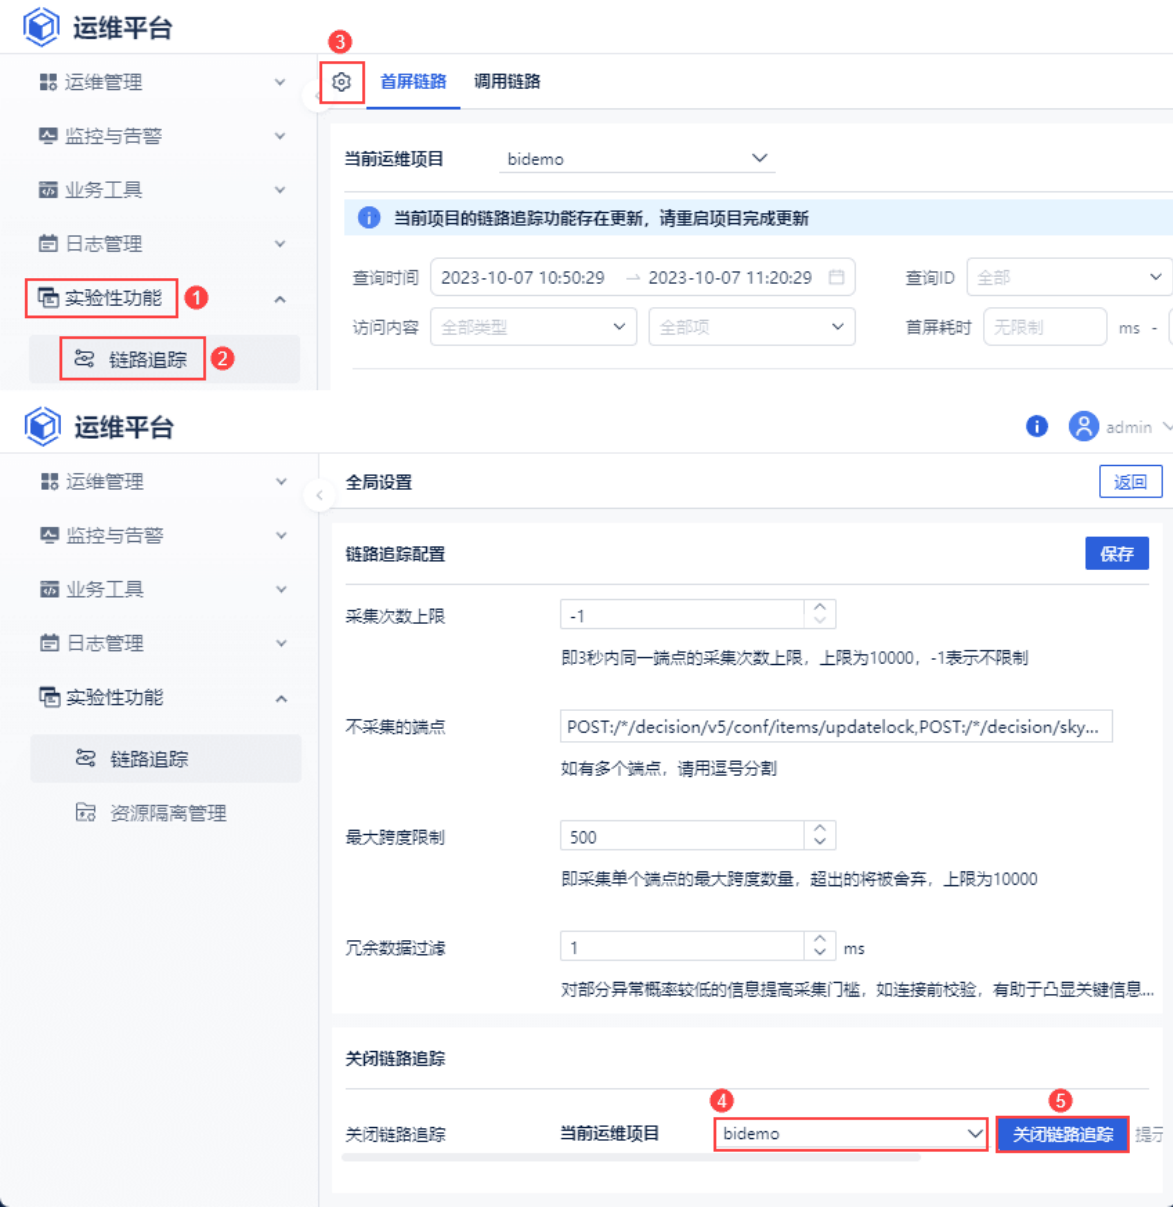 运维平台
3
运维管理
首屏链路 调用链路
监控与告警
当前运维项目 bidemo
业务工具
当前项目的链路追踪功能存在更新，请重启项目完成更新
日志管理
查询时间 2023-10-07 10:50:29 → 2023-10-07 11:20:29 查询ID 全部
实验性功能 1
访问内容 全部类型 全部项 首屏耗时 无限制 ms -
链路追踪 2
运维平台
admin
运维管理
全局设置 返回
监控与告警
链路追踪配置 保存
业务工具
采集次数上限 -1
日志管理
即3秒内同一端点的采集次数上限，上限为10000，-1表示不限制
实验性功能
不采集的端点 POST:/*/decision/v5/conf/items/updatelock,POST:/*/decision/sky...
链路追踪
如有多个端点，请用逗号分割
资源隔离管理
最大跨度限制 500
即采集单个端点的最大跨度数量，超出的将被舍弃，上限为10000
冗余数据过滤 1 ms
对部分异常概率较低的信息提高采集门槛，如连接前校验，有助于凸显关键信息...
关闭链路追踪
4 5
关闭链路追踪 当前运维项目 bidemo 关闭链路追踪 提示